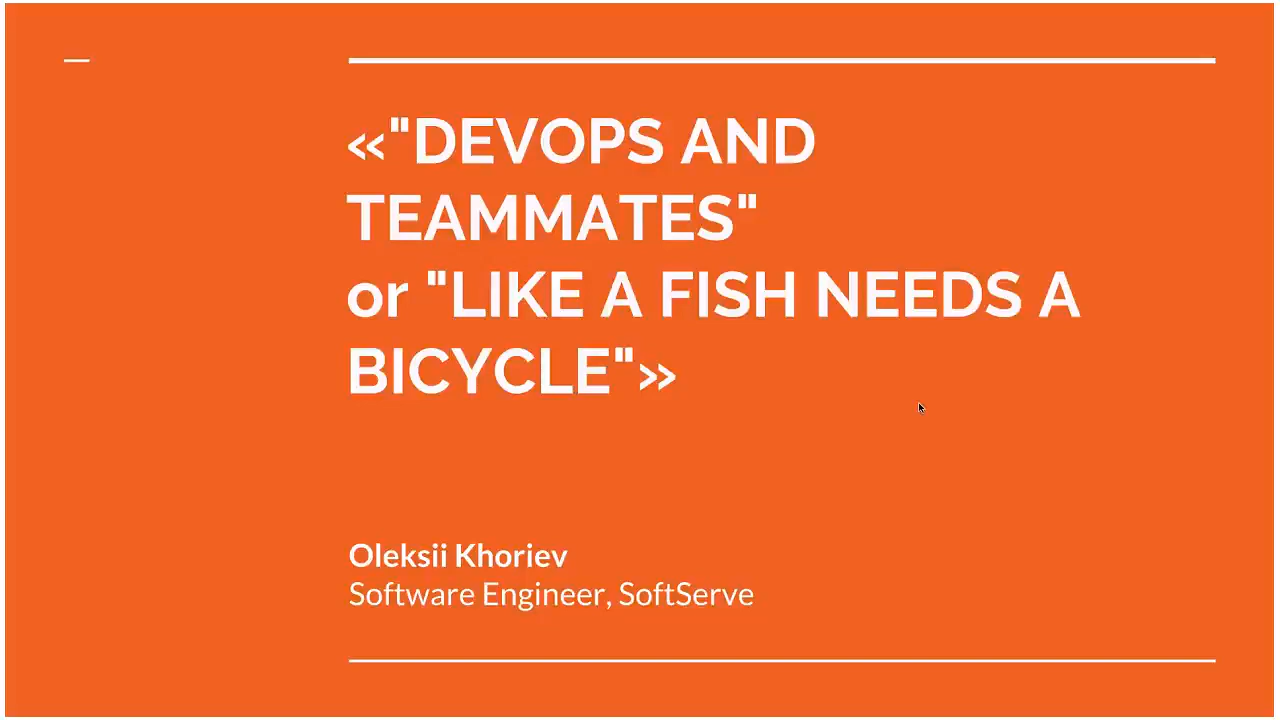 «"DEVOPS AND
TEAMMATES"
or "LIKE A FISH NEEDS A
BICYCLE"»
Oleksii Khoriev
Software Engineer, SoftServe